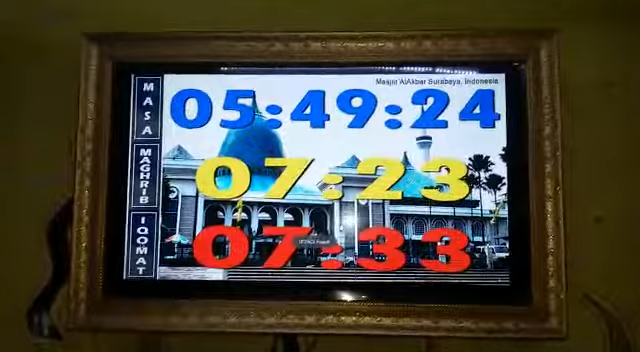 Masjid AlAkbar Surabaya, Indonesia
MASA
05:49:24
MAGHRIB
07:23
IQOMAT
07:33